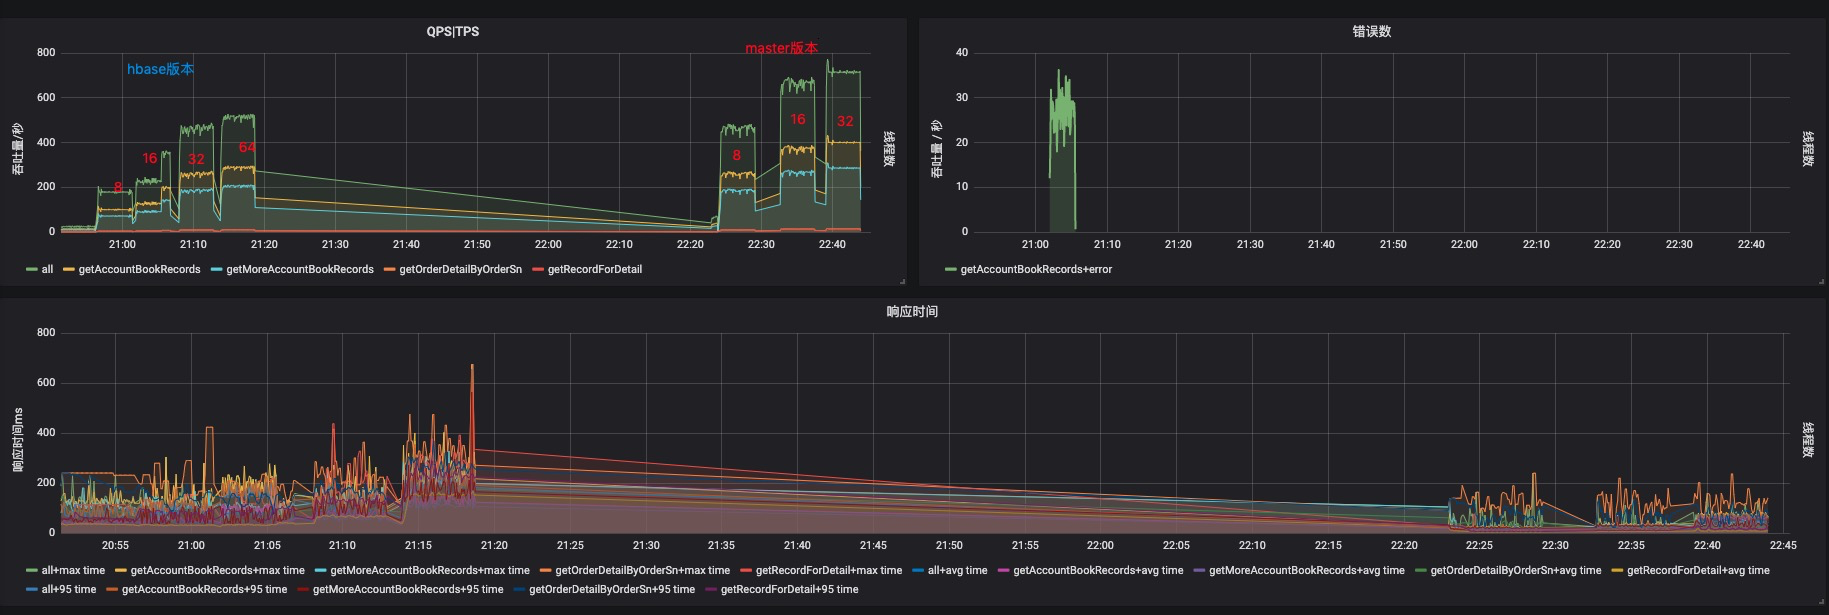 QPS|TPS
800
600
400
200
0
吞吐量/秒
线程数
hbase版本
master版本
8
16
32
64
8
16
32
21:00
21:10
21:20
21:30
21:40
21:50
22:00
22:10
22:20
22:30
22:40
all
getAccountBookRecords
getMoreAccountBookRecords
getOrderDetailByOrderSn
getRecordForDetail
错误数
40
30
20
10
0
吞吐量 / 秒
线程数
21:00
21:10
21:20
21:30
21:40
21:50
22:00
22:10
22:20
22:30
22:40
getAccountBookRecords+error
响应时间
800
600
400
200
0
响应时间ms
线程数
20:55
21:00
21:05
21:10
21:15
21:20
21:25
21:30
21:35
21:40
21:45
21:50
21:55
22:00
22:05
22:10
22:15
22:20
22:25
22:30
22:35
22:40
22:45
all+max time
getAccountBookRecords+max time
getMoreAccountBookRecords+max time
getOrderDetailByOrderSn+max time
getRecordForDetail+max time
all+avg time
getAccountBookRecords+avg time
getMoreAccountBookRecords+avg time
getOrderDetailByOrderSn+avg time
getRecordForDetail+avg time
all+95 time
getAccountBookRecords+95 time
getMoreAccountBookRecords+95 time
getOrderDetailByOrderSn+95 time
getRecordForDetail+95 time